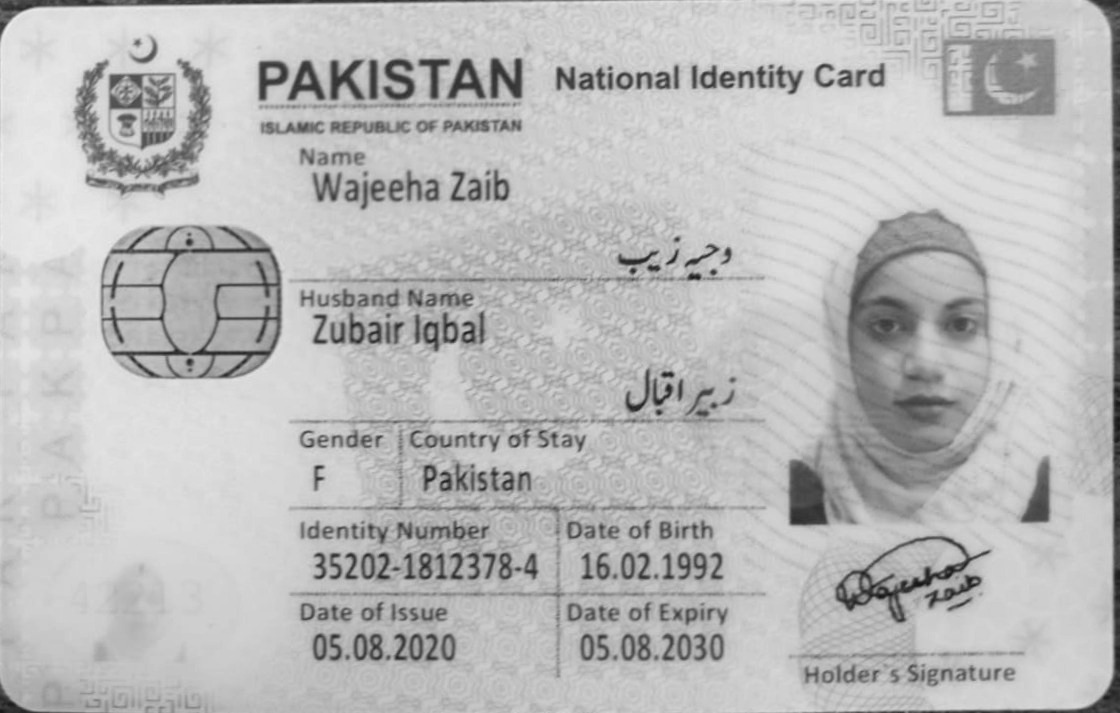 PAKISTAN National Identity Card
ISLAMIC REPUBLIC OF PAKISTAN
Name
Wajeeha Zaib
وجیہ زیب
Husband Name
Zubair Iqbal
زبیر اقبال
Gender Country of Stay
F Pakistan
Identity Number Date of Birth
35202-1812378-4 16.02.1992
Date of Issue Date of Expiry
05.08.2020 05.08.2030
Wajeeha
Zaib
Holder`s Signature